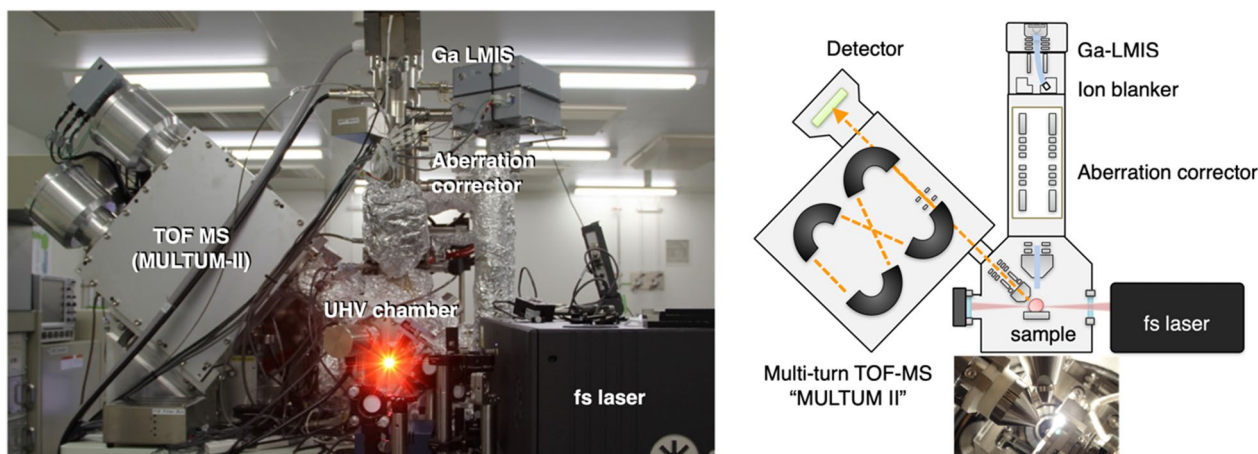 Ga LMIS
Aberration
corrector
TOF MS
(MULTUM-II)
UHV chamber
fs laser
Detector
Ga-LMIS
Ion blanker
Aberration corrector
sample
fs laser
Multi-turn TOF-MS
“MULTUM II”